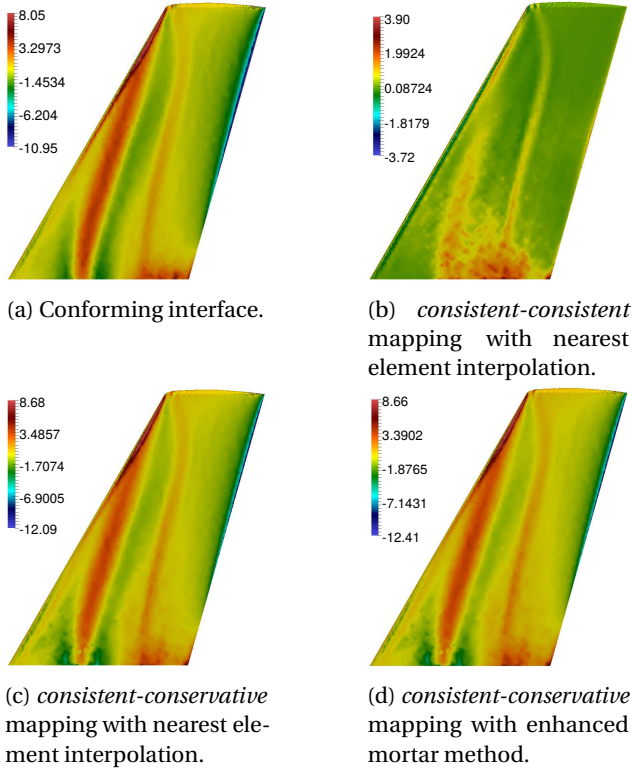 8.05
3.2973
-1.4534
-6.204
-10.95
(a) Conforming interface.
3.90
1.9924
0.08724
-1.8179
-3.72
(b) consistent-consistent
mapping with nearest
element interpolation.
8.68
3.4857
-1.7074
-6.9005
-12.09
(c) consistent-conservative
mapping with nearest ele-
ment interpolation.
8.66
3.3902
-1.8765
-7.1431
-12.41
(d) consistent-conservative
mapping with enhanced
mortar method.